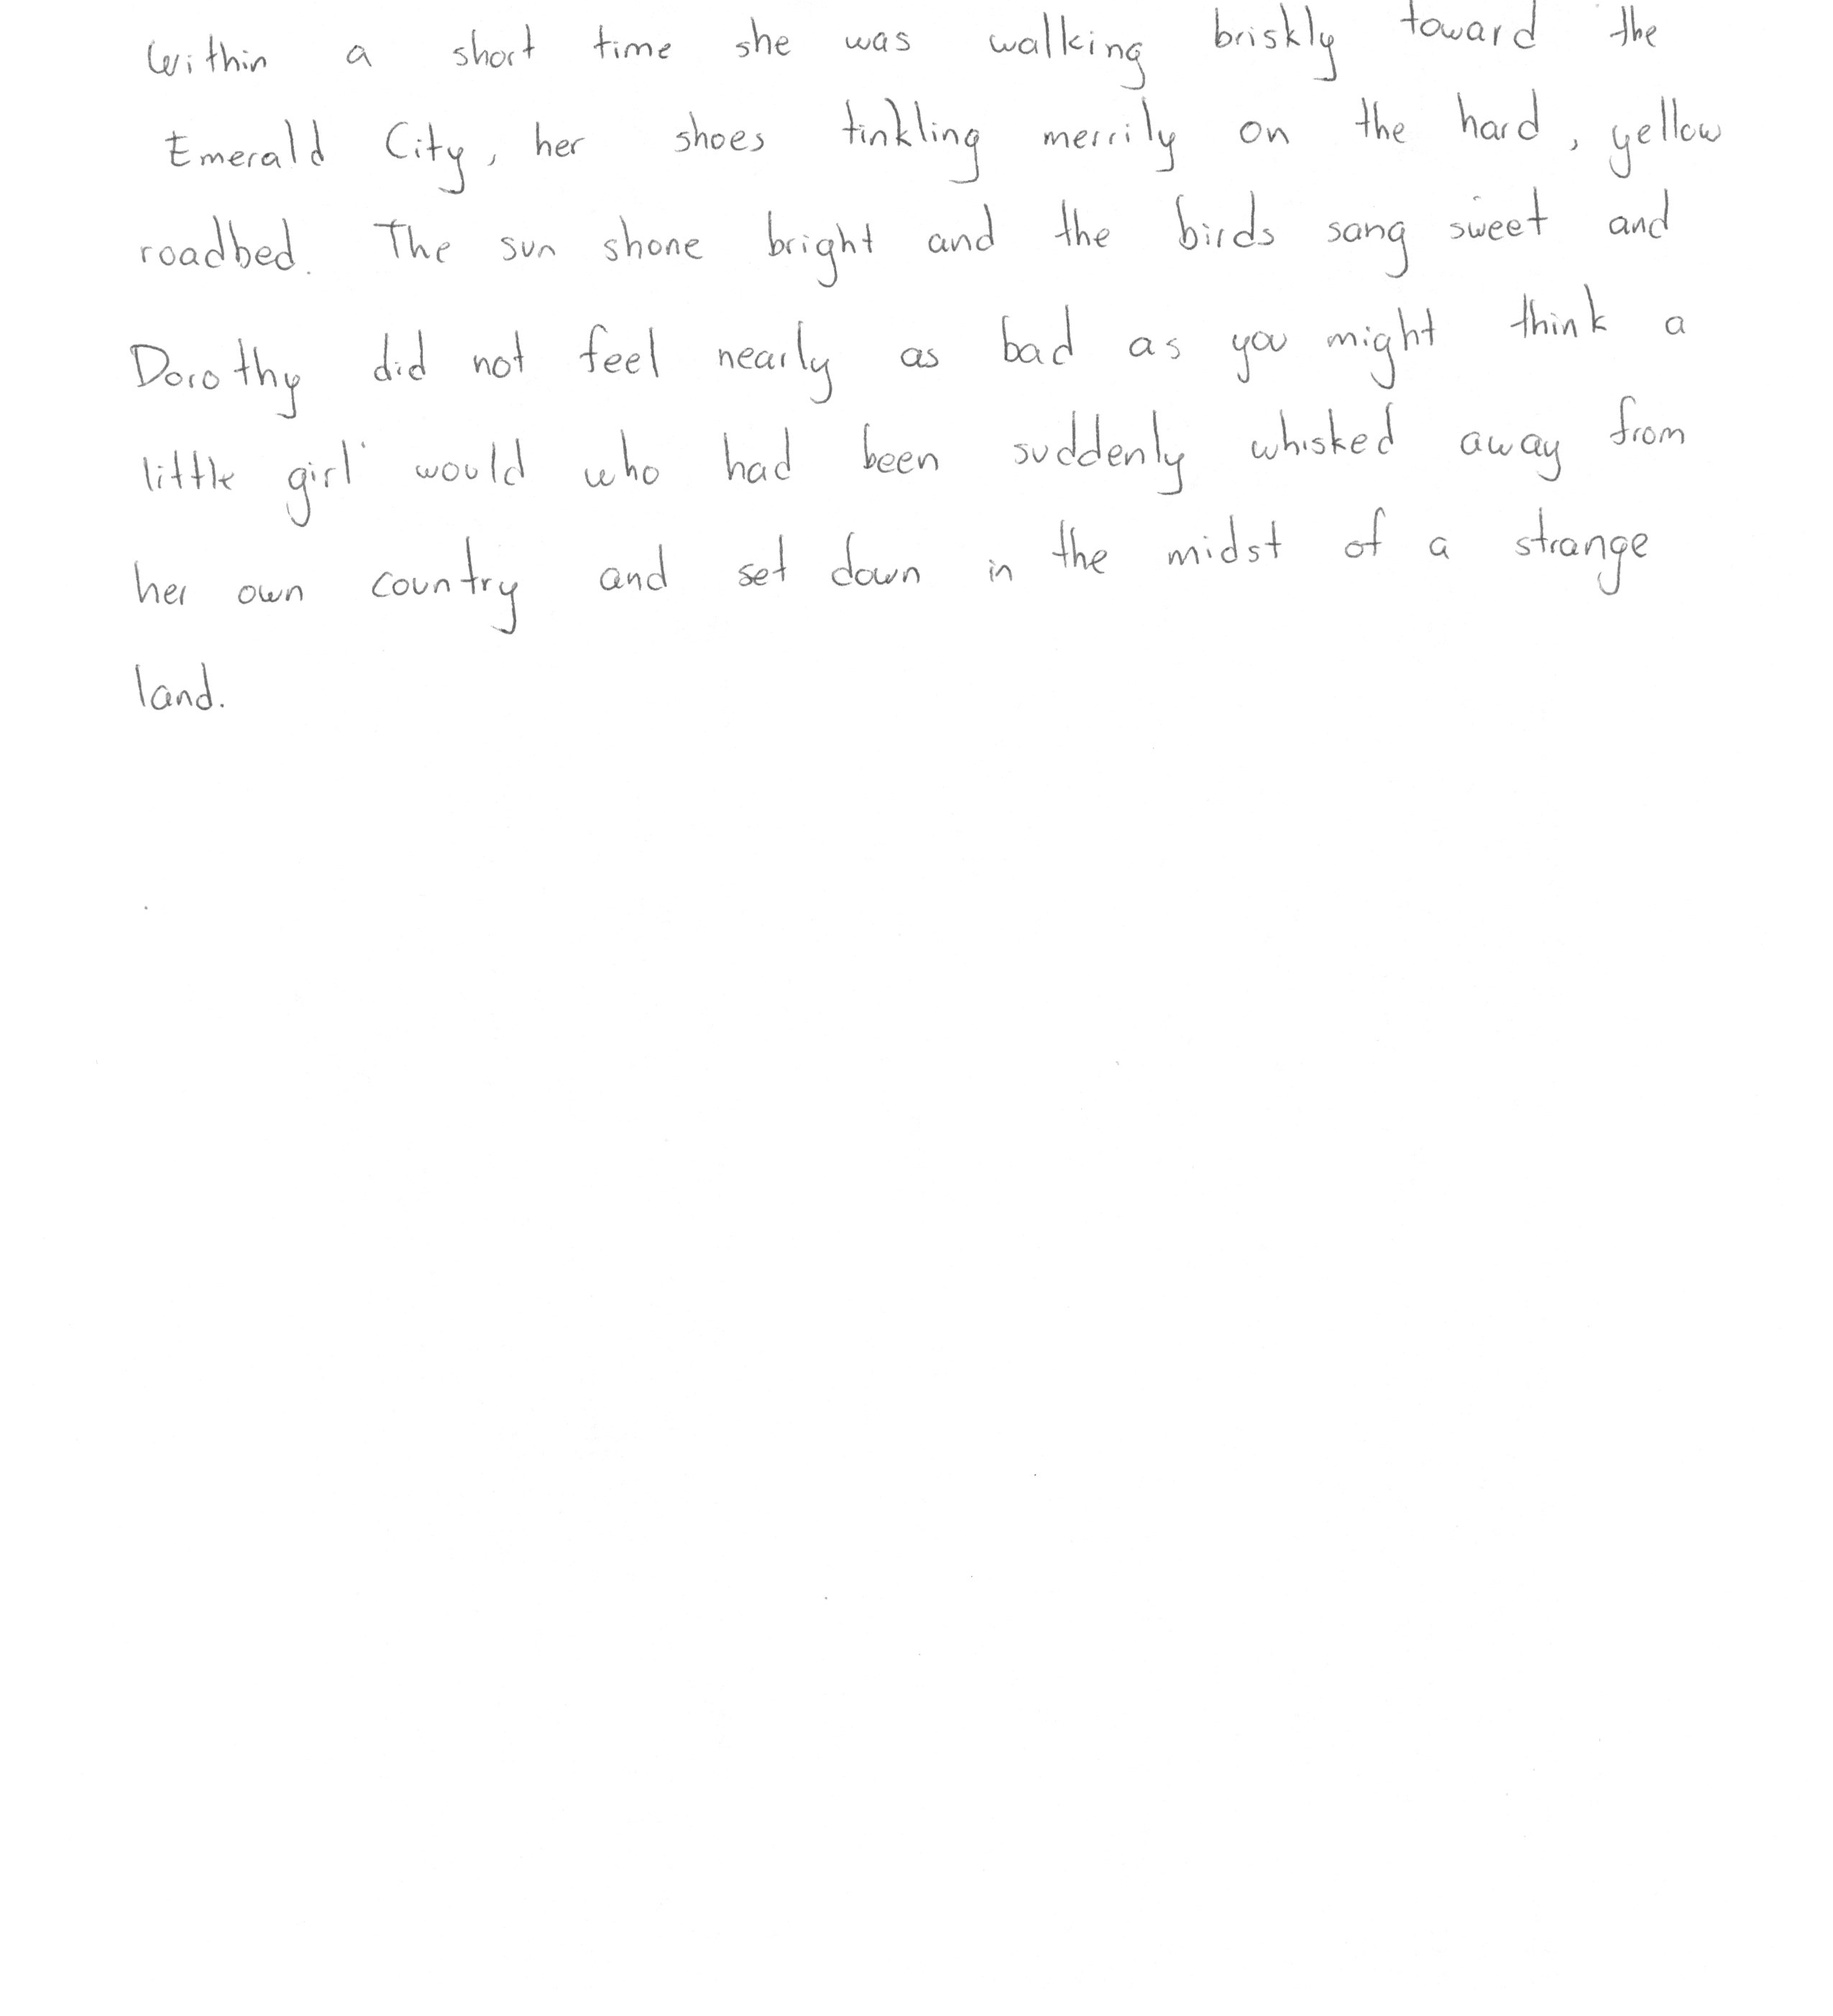 Within a short time she was walking briskly toward the
Emerald City, her shoes tinkling merrily on the hard, yellow
roadbed. The sun shone bright and the birds sang sweet and
Dorothy did not feel nearly as bad as you might think a
little girl would who had been suddenly whisked away from
her own country and set down in the midst of a strange
land.